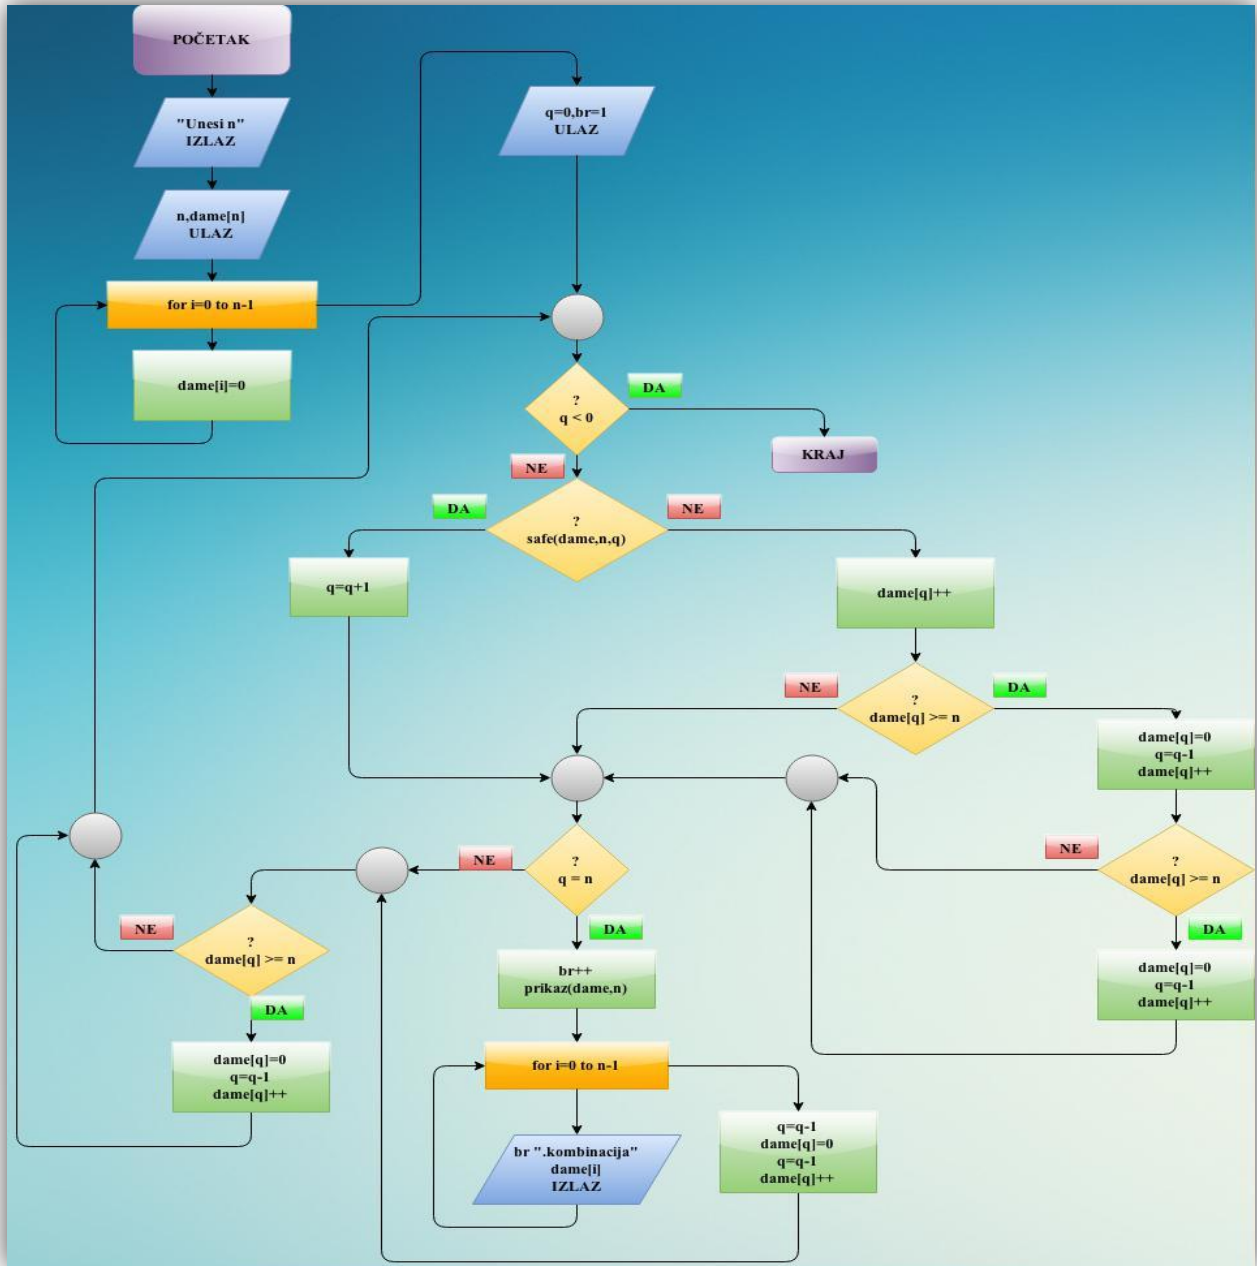 POČETAK
"Unesi n"
IZLAZ
n,dame[n]
ULAZ
for i=0 to n-1
dame[i]=0
q=0,br=1
ULAZ
?
q < 0
DA
KRAJ
NE
?
safe(dame,n,q)
DA
NE
q=q+1
dame[q]++
?
dame[q] >= n
NE
DA
dame[q]=0
q=q-1
dame[q]++
?
dame[q] >= n
NE
DA
dame[q]=0
q=q-1
dame[q]++
?
q = n
NE
DA
?
dame[q] >= n
NE
DA
dame[q]=0
q=q-1
dame[q]++
br++
prikaz(dame,n)
for i=0 to n-1
br ".kombinacija"
dame[i]
IZLAZ
q=q-1
dame[q]=0
q=q-1
dame[q]++